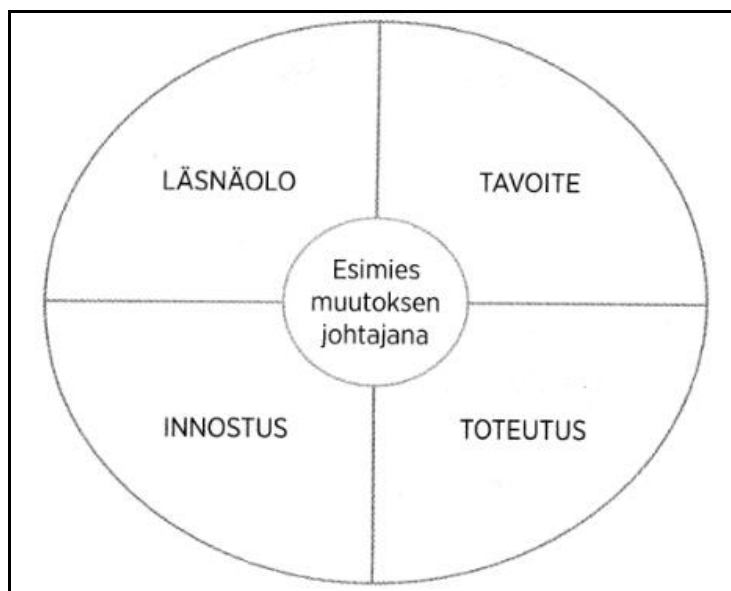 LÄSNÄOLO
TAVOITE
Esimies
muutoksen
johtajana
INNOSTUS
TOTEUTUS